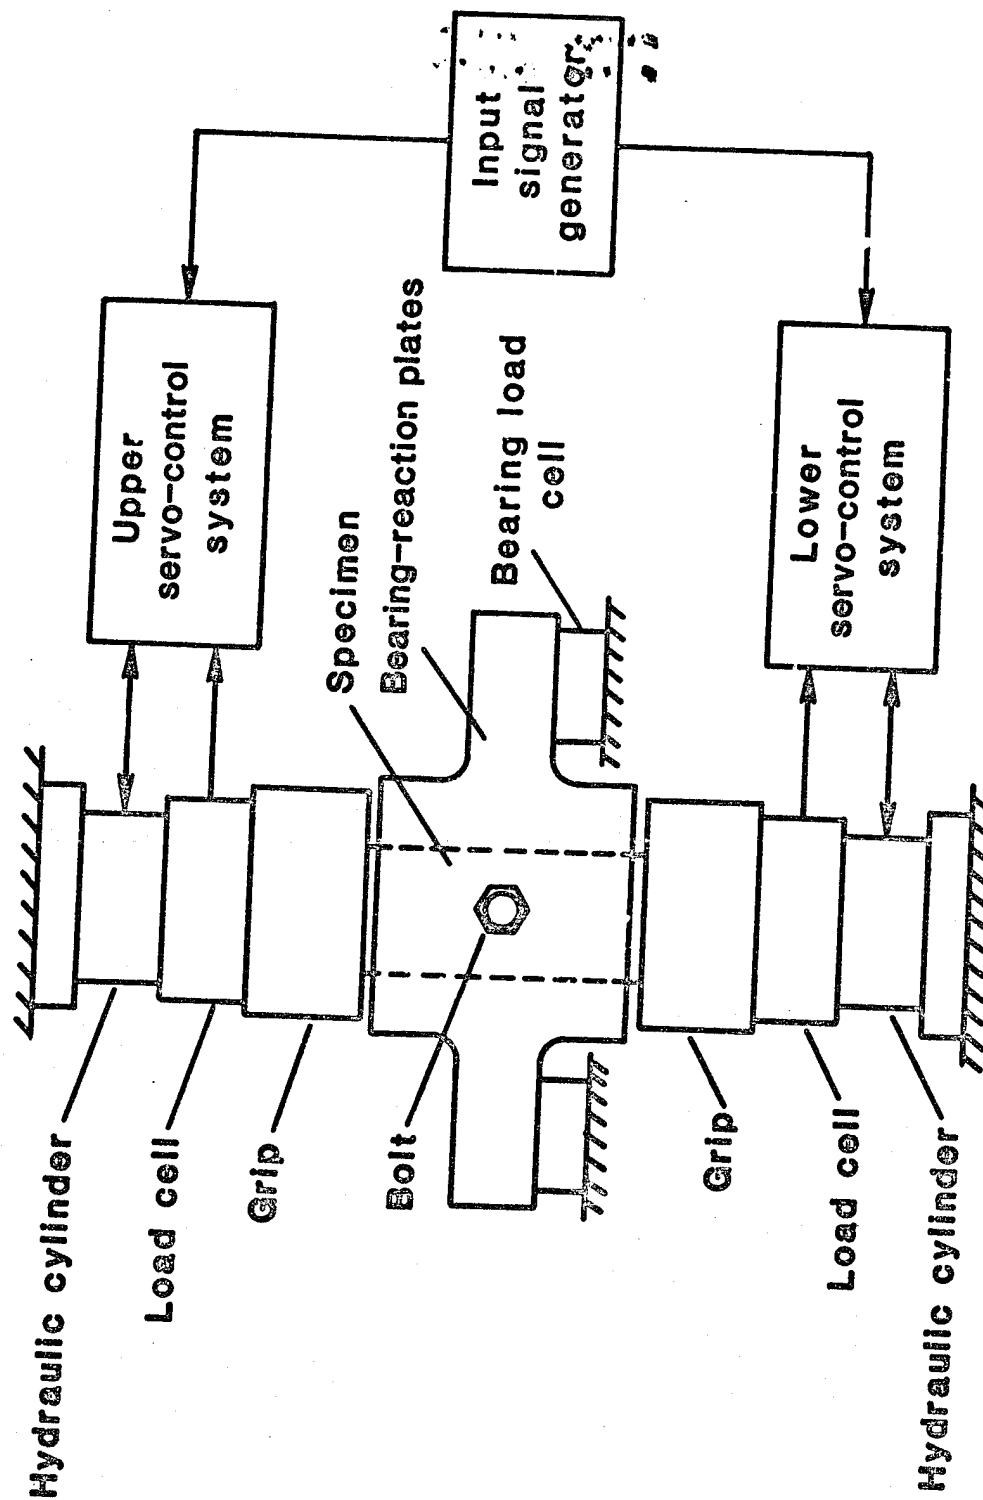 Hydraulic cylinder
Load cell
Grip
Bolt
Grip
Load cell
Hydraulic cylinder
Upper
servo-control
system
Specimen
Bearing-reaction plates
Bearing load
cell
Input
signal
generator
Lower
servo-control
system